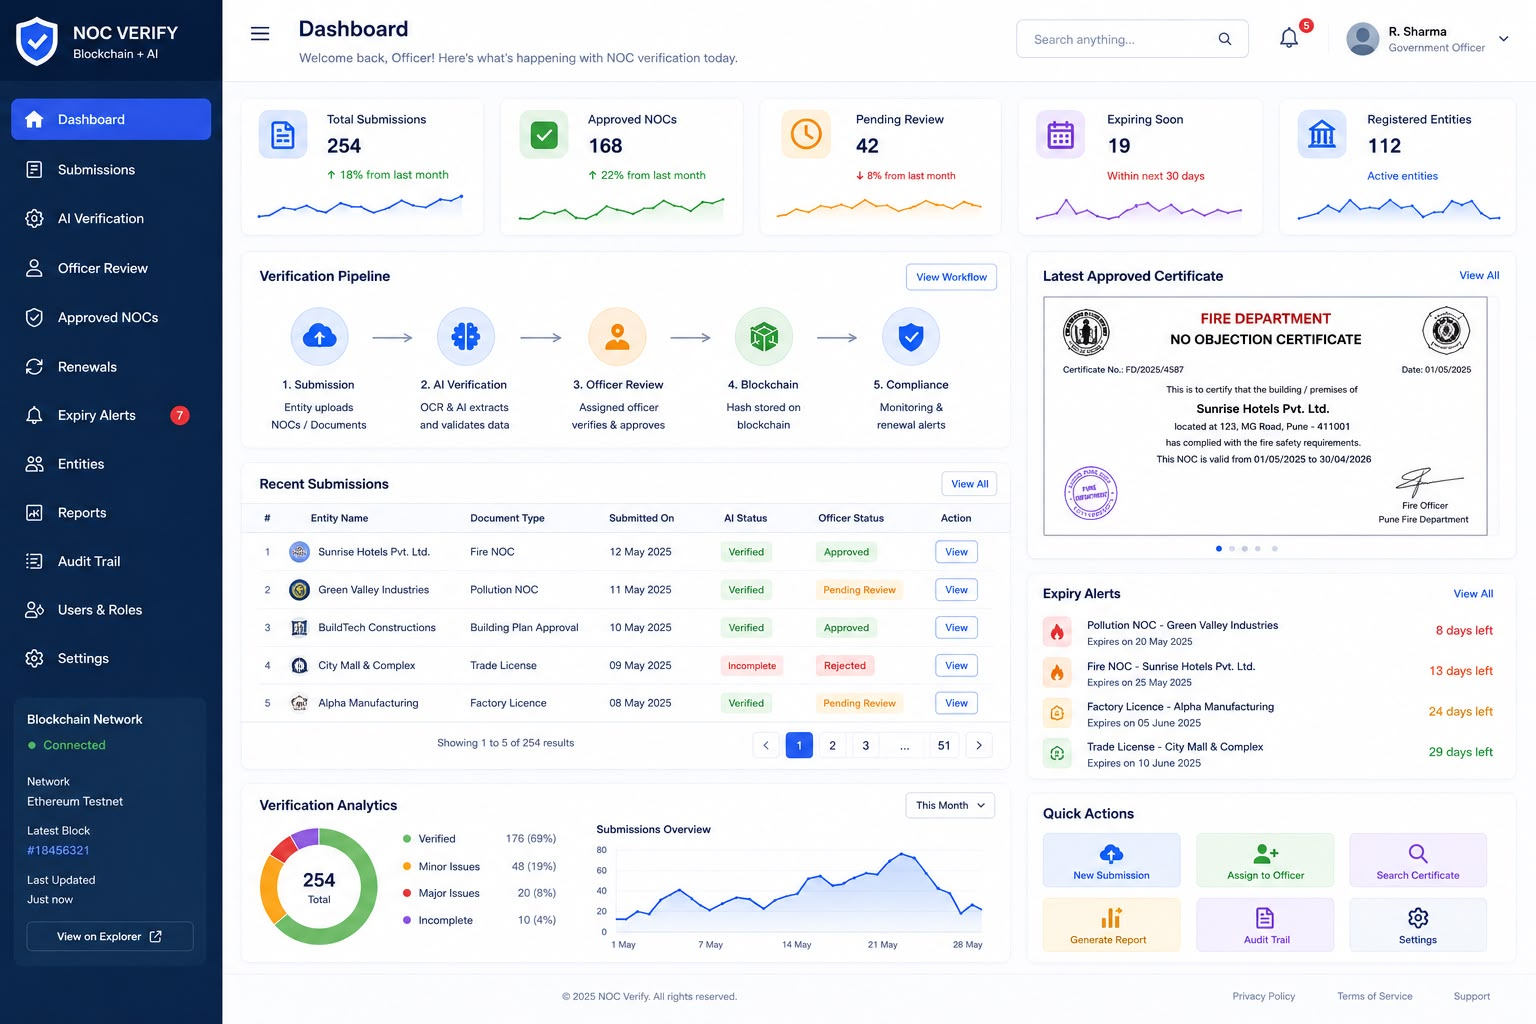 NOC VERIFY
Blockchain + AI
Dashboard
Submissions
AI Verification
Officer Review
Approved NOCs
Renewals
Expiry Alerts
7
Entities
Reports
Audit Trail
Users & Roles
Settings
Blockchain Network
Connected
Network
Ethereum Testnet
Latest Block
#18456321
Last Updated
Just now
View on Explorer
Dashboard
Welcome back, Officer! Here's what's happening with NOC verification today.
Search anything...
5
R. Sharma
Government Officer
Total Submissions
254
↑ 18% from last month
Approved NOCs
168
↑ 22% from last month
Pending Review
42
↓ 8% from last month
Expiring Soon
19
Within next 30 days
Registered Entities
112
Active entities
Verification Pipeline
View Workflow
1. Submission
Entity uploads
NOCs / Documents
2. AI Verification
OCR & AI extracts
and validates data
3. Officer Review
Assigned officer
verifies & approves
4. Blockchain
Hash stored on
blockchain
5. Compliance
Monitoring &
renewal alerts
Recent Submissions
View All
# Entity Name Document Type Submitted On AI Status Officer Status Action
1 Sunrise Hotels Pvt. Ltd. Fire NOC 12 May 2025 Verified Approved View
2 Green Valley Industries Pollution NOC 11 May 2025 Verified Pending Review View
3 BuildTech Constructions Building Plan Approval 10 May 2025 Verified Approved View
4 City Mall & Complex Trade License 09 May 2025 Incomplete Rejected View
5 Alpha Manufacturing Factory Licence 08 May 2025 Verified Pending Review View
Showing 1 to 5 of 254 results
1 2 3 ... 51
Verification Analytics
This Month
254
Total
Verified 176 (69%)
Minor Issues 48 (19%)
Major Issues 20 (8%)
Incomplete 10 (4%)
Submissions Overview
80
60
40
20
0
1 May 7 May 14 May 21 May 28 May
Latest Approved Certificate
View All
FIRE DEPARTMENT
NO OBJECTION CERTIFICATE
Certificate No.: FD/2025/4587
Date: 01/05/2025
This is to certify that the building / premises of
Sunrise Hotels Pvt. Ltd.
located at 123, MG Road, Pune - 411001
has complied with the fire safety requirements.
This NOC is valid from 01/05/2025 to 30/04/2026
Fire Officer
Pune Fire Department
Expiry Alerts
View All
Pollution NOC - Green Valley Industries
Expires on 20 May 2025
8 days left
Fire NOC - Sunrise Hotels Pvt. Ltd.
Expires on 25 May 2025
13 days left
Factory Licence - Alpha Manufacturing
Expires on 05 June 2025
24 days left
Trade License - City Mall & Complex
Expires on 10 June 2025
29 days left
Quick Actions
New Submission
Assign to Officer
Search Certificate
Generate Report
Audit Trail
Settings
© 2025 NOC Verify. All rights reserved.
Privacy Policy
Terms of Service
Support